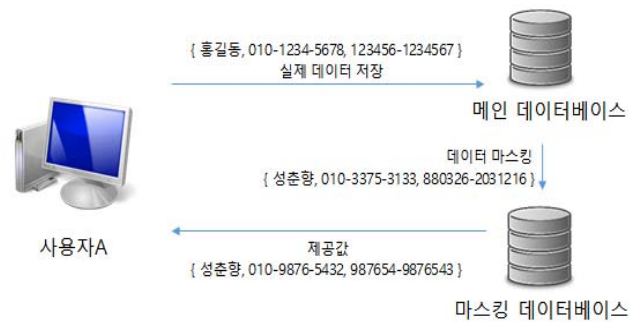 { 홍길동, 010-1234-5678, 123456-1234567 }
실제 데이터 저장
메인 데이터베이스
데이터 마스킹
{ 성춘향, 010-3375-3133, 880326-2031216 }
사용자A
제공값
{ 성춘향, 010-9876-5432, 987654-9876543 }
마스킹 데이터베이스